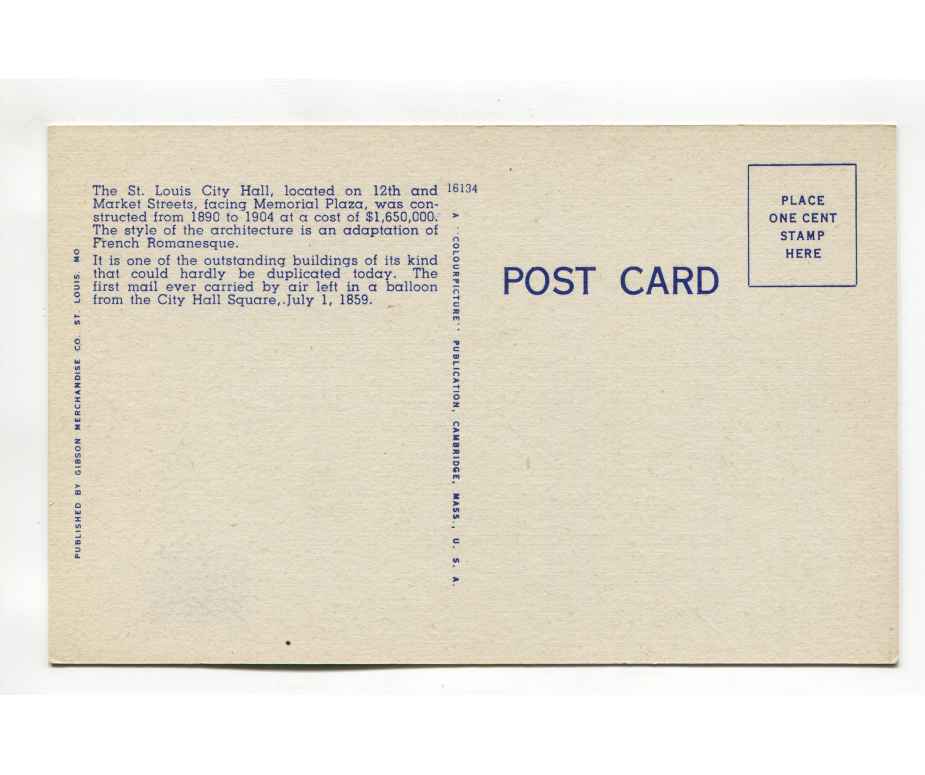 The St. Louis City Hall, located on 12th and
Market Streets, facing Memorial Plaza, was con-
structed from 1890 to 1904 at a cost of $1,650,000.
The style of the architecture is an adaptation of
French Romanesque.
It is one of the outstanding buildings of its kind
that could hardly be duplicated today. The
first mail ever carried by air left in a balloon
from the City Hall Square, July 1, 1859.
PUBLISHED BY GIBSON MERCHANDISE CO. ST. LOUIS. MO
16134
A "COLOURPICTURE" PUBLICATION, CAMBRIDGE, MASS., U. S. A.
POST CARD
PLACE
ONE CENT
STAMP
HERE